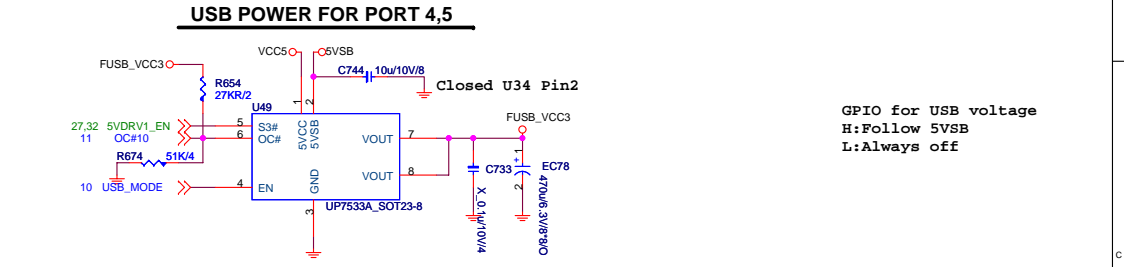 USB POWER FOR PORT 4,5
VCC5
5VSB
FUSB_VCC3
C744
10u/10V/8
Closed U34 Pin2
R654
27KR/2
U49
1
2
5VCC
5VSB
27,32 5VDRV1_EN
5
S3#
11 OC#10
6
OC#
R674
51K/4
10 USB_MODE
4
EN
GND
3
VOUT
7
VOUT
8
UP7533A_SOT23-8
FUSB_VCC3
C733
X_0.1u/10V/4
1
+
EC78
2
470u/6.3V/8*8/O
GPIO for USB voltage
H:Follow 5VSB
L:Always off
C